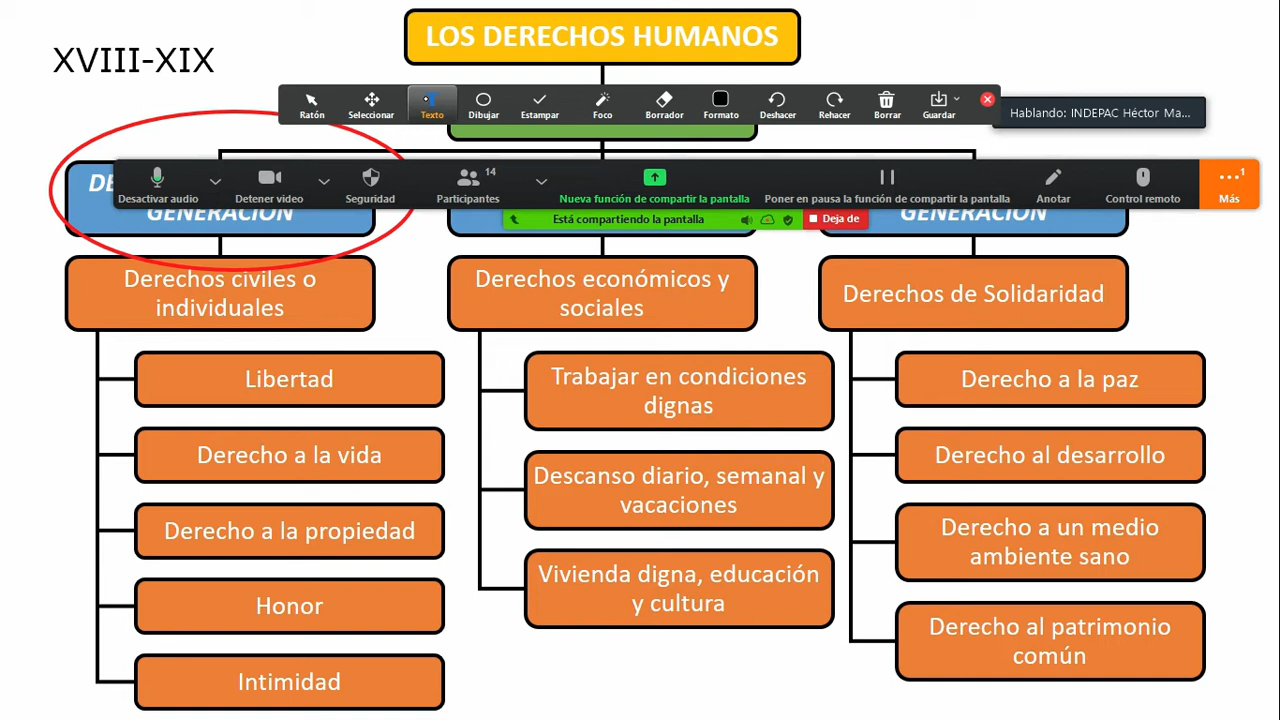 LOS DERECHOS HUMANOS
XVIII-XIX
Ratón
Seleccionar
Texto
Dibujar
Estampar
Foco
Borrador
Formato
Deshacer
Rehacer
Borrar
Guardar
Hablando: INDEPAC Héctor Ma...
Desactivar audio
Detener video
Seguridad
14
Participantes
Nueva función de compartir la pantalla
Poner en pausa la función de compartir la pantalla
Anotar
Control remoto
1
Más
Está compartiendo la pantalla
Deja de
GENERACIÓN
GENERACIÓN
Derechos civiles o
individuales
Libertad
Derecho a la vida
Derecho a la propiedad
Honor
Intimidad
Derechos económicos y
sociales
Trabajar en condiciones
dignas
Descanso diario, semanal y
vacaciones
Vivienda digna, educación
y cultura
Derechos de Solidaridad
Derecho a la paz
Derecho al desarrollo
Derecho a un medio
ambiente sano
Derecho al patrimonio
común